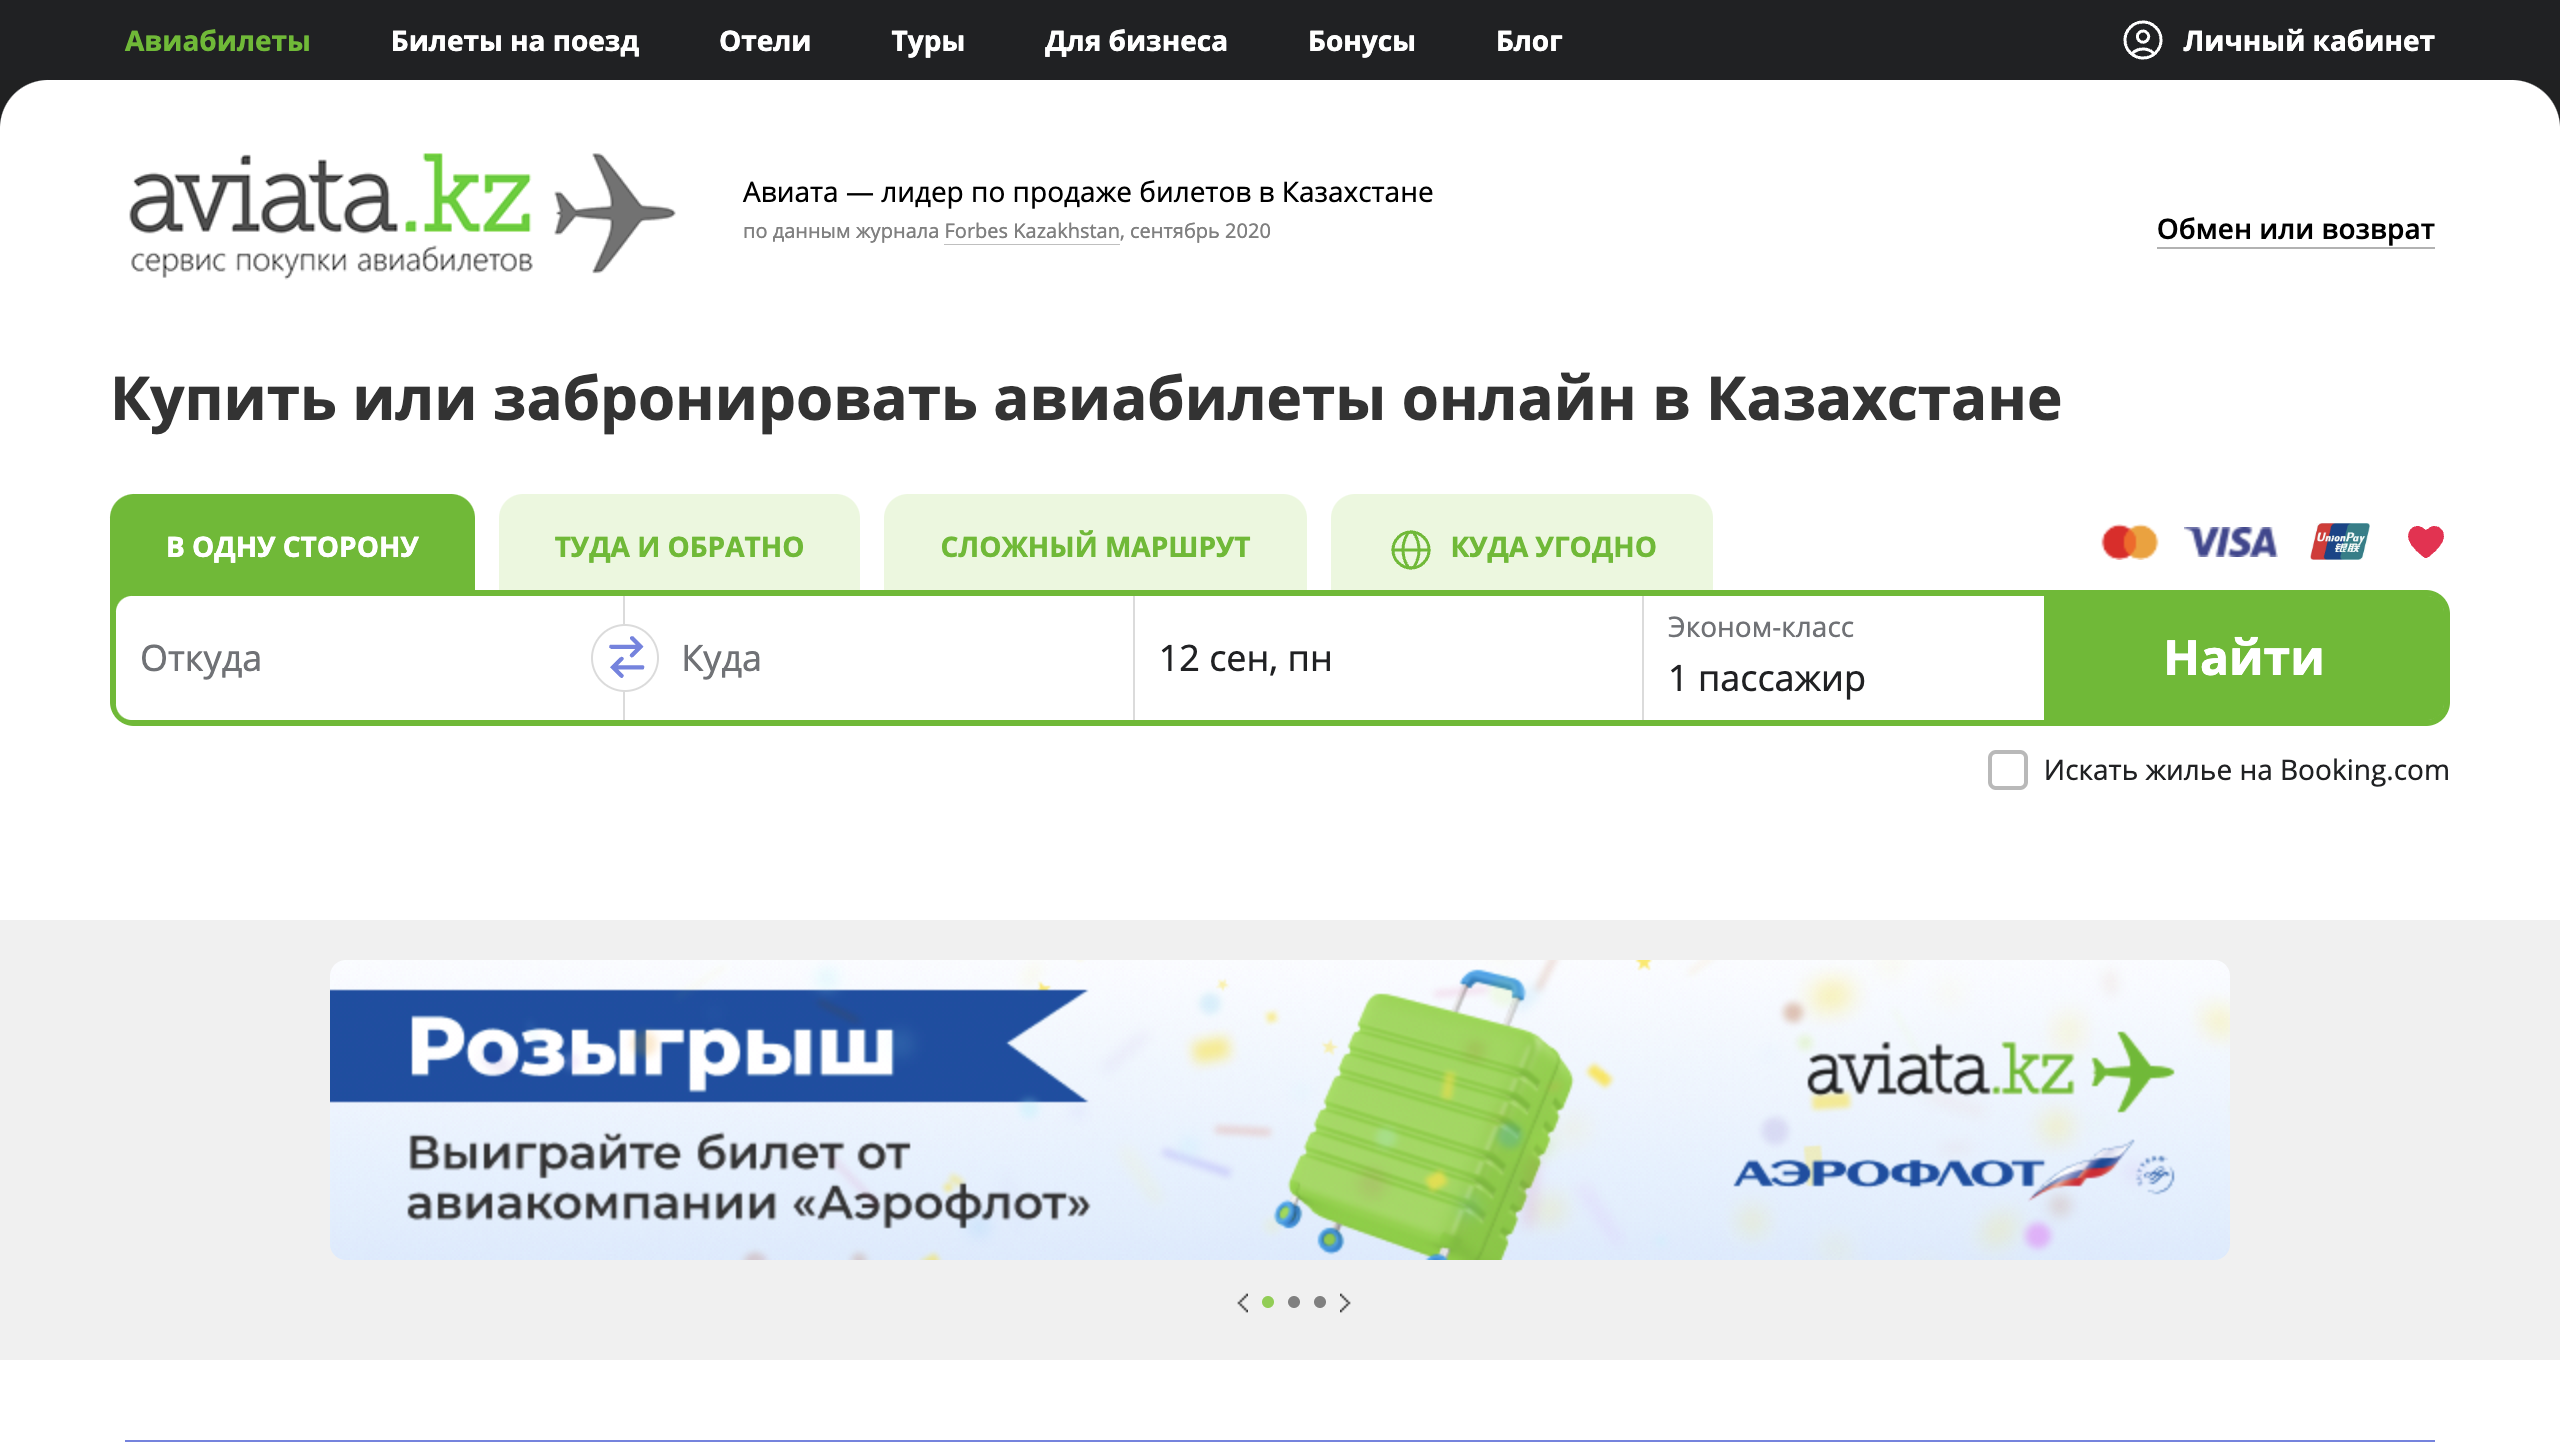 Авиабилеты Билеты на поезд Отели Туры Для бизнеса Бонусы Блог Личный кабинет
aviata.kz
сервис покупки авиабилетов
Авиата — лидер по продаже билетов в Казахстане
по данным журнала Forbes Kazakhstan, сентябрь 2020
Обмен или возврат
Купить или забронировать авиабилеты онлайн в Казахстане
В ОДНУ СТОРОНУ ТУДА И ОБРАТНО СЛОЖНЫЙ МАРШРУТ КУДА УГОДНО VISA UnionPay 银联
Откуда Куда 12 сен, пн Эконом-класс
1 пассажир
Найти
Искать жилье на Booking.com
Розыгрыш
Выиграйте билет от
авиакомпании «Аэрофлот»
aviata.kz
АЭРОФЛОТ